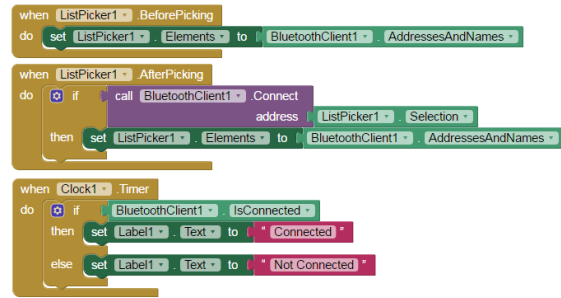 when ListPicker1 .BeforePicking
do set ListPicker1 . Elements to BluetoothClient1 . AddressesAndNames
when ListPicker1 .AfterPicking
do if call BluetoothClient1 .Connect
address ListPicker1 . Selection
then set ListPicker1 . Elements to BluetoothClient1 . AddressesAndNames
when Clock1 .Timer
do if BluetoothClient1 . IsConnected
then set Label1 . Text to " Connected "
else set Label1 . Text to " Not Connected "